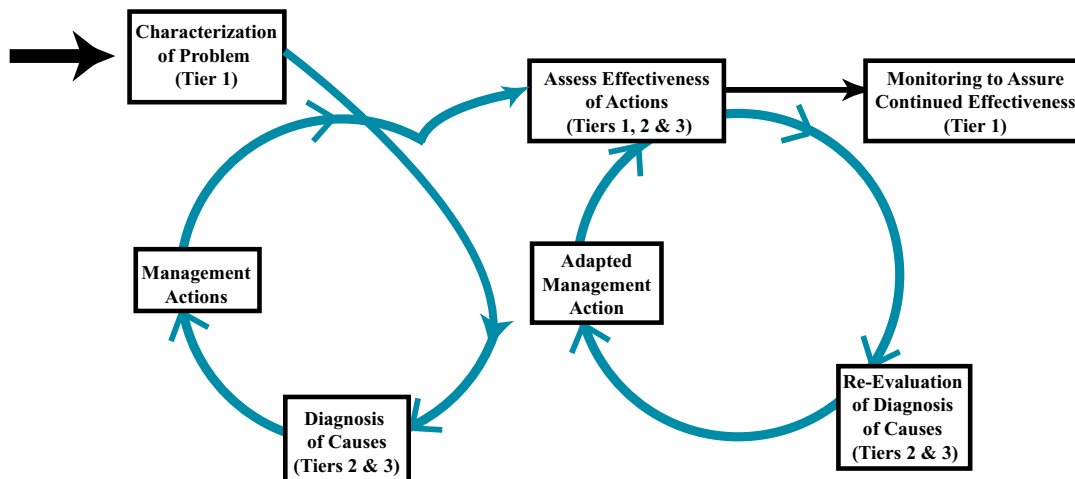 Characterization
of Problem
(Tier 1)
Assess Effectiveness
of Actions
(Tiers 1, 2 & 3)
Monitoring to Assure
Continued Effectiveness
(Tier 1)
Management
Actions
Adapted
Management
Action
Diagnosis
of Causes
(Tiers 2 & 3)
Re-Evaluation
of Diagnosis
of Causes
(Tiers 2 & 3)